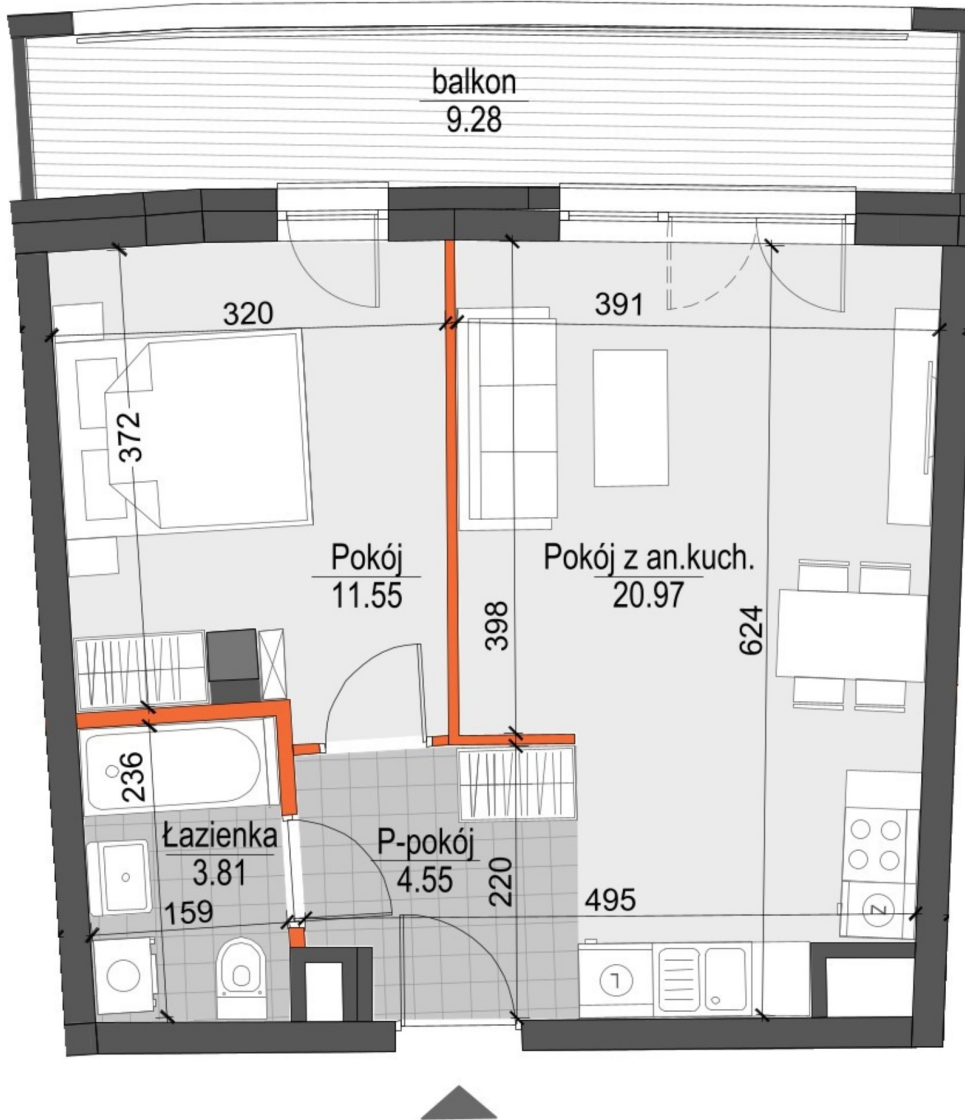 balkon
9.28
320
391
372
Pokój
11.55
Pokój z an.kuch.
20.97
398
624
236
Łazienka
3.81
P-pokój
4.55
220
159
495
Z
L